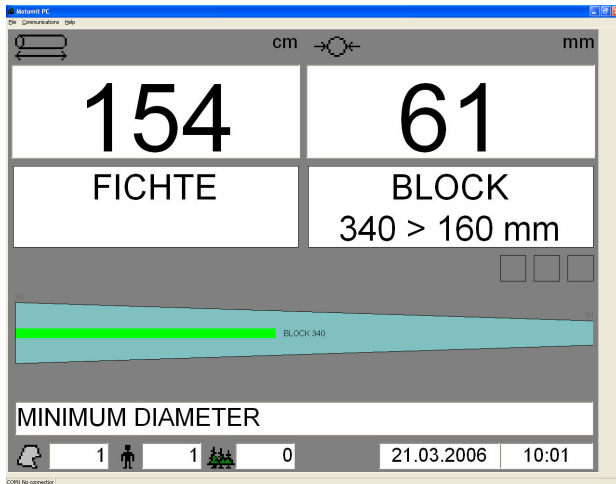 Motomit PC
File Communications Help
cm
mm
154
61
FICHTE
BLOCK
340 > 160 mm
BLOCK 340
MINIMUM DIAMETER
1
1
0
21.03.2006
10:01
COM1 No connection